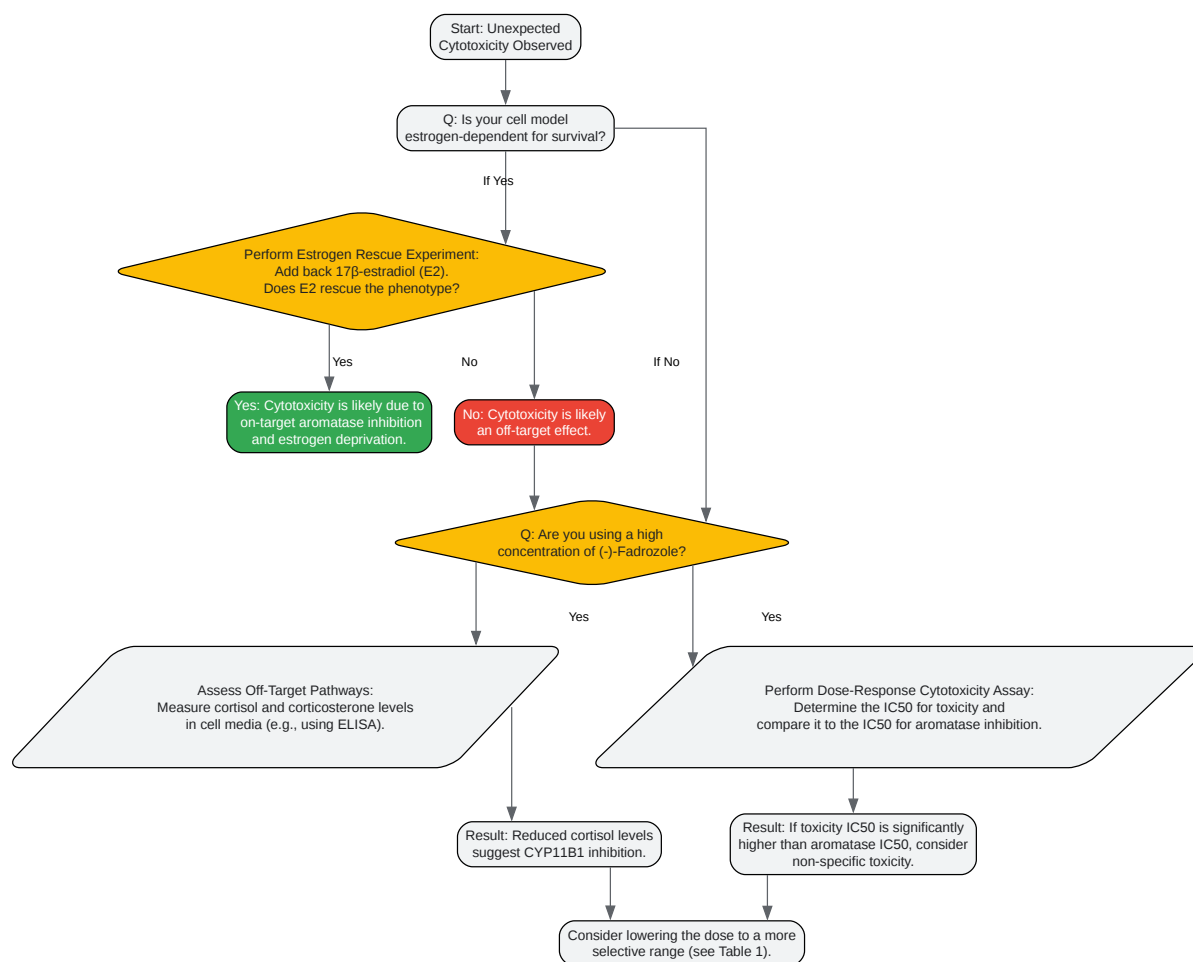 Start: Unexpected
Cytotoxicity Observed
Q: Is your cell model
estrogen-dependent for survival?
If Yes
Perform Estrogen Rescue Experiment:
Add back 17β-estradiol (E2).
Does E2 rescue the phenotype?
Yes
No
If No
Yes: Cytotoxicity is likely due to
on-target aromatase inhibition
and estrogen deprivation.
No: Cytotoxicity is likely
an off-target effect.
Q: Are you using a high
concentration of (-)-Fadrozole?
Yes
Yes
Assess Off-Target Pathways:
Measure cortisol and corticosterone levels
in cell media (e.g., using ELISA).
Perform Dose-Response Cytotoxicity Assay:
Determine the IC50 for toxicity and
compare it to the IC50 for aromatase inhibition.
Result: Reduced cortisol levels
suggest CYP11B1 inhibition.
Result: If toxicity IC50 is significantly
higher than aromatase IC50, consider
non-specific toxicity.
Consider lowering the dose to a more
selective range (see Table 1).